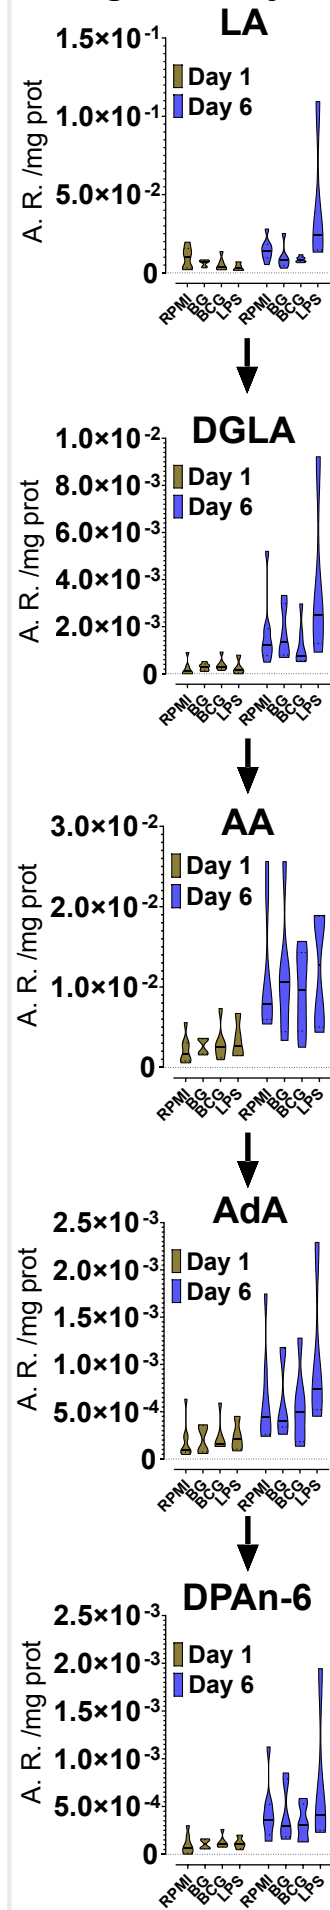 LA
1.5×10-1
1.0×10-1
5.0×10-2
0
A. R. /mg prot
Day 1
Day 6
RPMI BG BCG LPS RPMI BG BCG LPS
DGLA
1.0×10-2
8.0×10-3
6.0×10-3
4.0×10-3
2.0×10-3
0
A. R. /mg prot
Day 1
Day 6
RPMI BG BCG LPS RPMI BG BCG LPS
AA
3.0×10-2
2.0×10-2
1.0×10-2
0
A. R. /mg prot
Day 1
Day 6
RPMI BG BCG LPS RPMI BG BCG LPS
AdA
2.5×10-3
2.0×10-3
1.5×10-3
1.0×10-3
5.0×10-4
0
A. R. /mg prot
Day 1
Day 6
RPMI BG BCG LPS RPMI BG BCG LPS
DPAn-6
2.5×10-3
2.0×10-3
1.5×10-3
1.0×10-3
5.0×10-4
0
A. R. /mg prot
Day 1
Day 6
RPMI BG BCG LPS RPMI BG BCG LPS